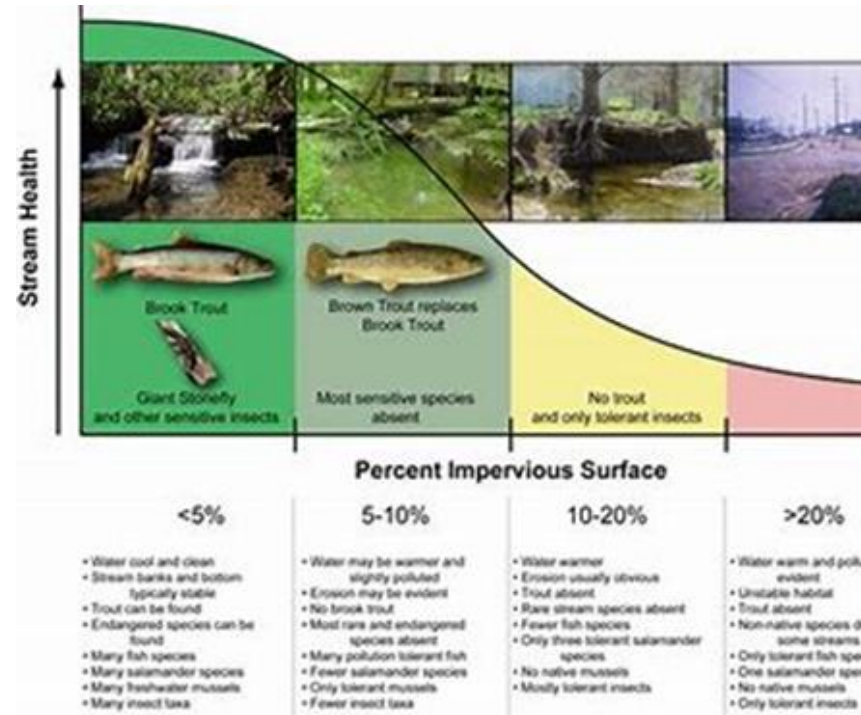 Stream Health
Brook Trout
Giant Stonefly
and other sensitive insects
Brown Trout replaces
Brook Trout
Most sensitive species
absent
No trout
and only tolerant insects
Percent Impervious Surface
<5%
• Water cool and clean
• Stream banks and bottom
typically stable
• Trout can be found
• Endangered species can be
found
• Many fish species
• Many salamander species
• Many freshwater mussels
• Many insect taxa
5-10%
• Water may be warmer and
slightly polluted
• Erosion may be evident
• No brook trout
• Most rare and endangered
species absent
• Many pollution tolerant fish
• Fewer salamander species
• Only tolerant mussels
• Fewer insect taxa
10-20%
• Water warmer
• Erosion usually obvious
• Trout absent
• Rare stream species absent
• Fewer fish species
• Only three tolerant salamander
species
• No native mussels
• Mostly tolerant insects
>20%
• Water warm and
evident
• Unstable habitat
• Trout absent
• Non-native species
some streams
• Only tolerant fish
• One salamander
• No native mussels
• Only tolerant insects